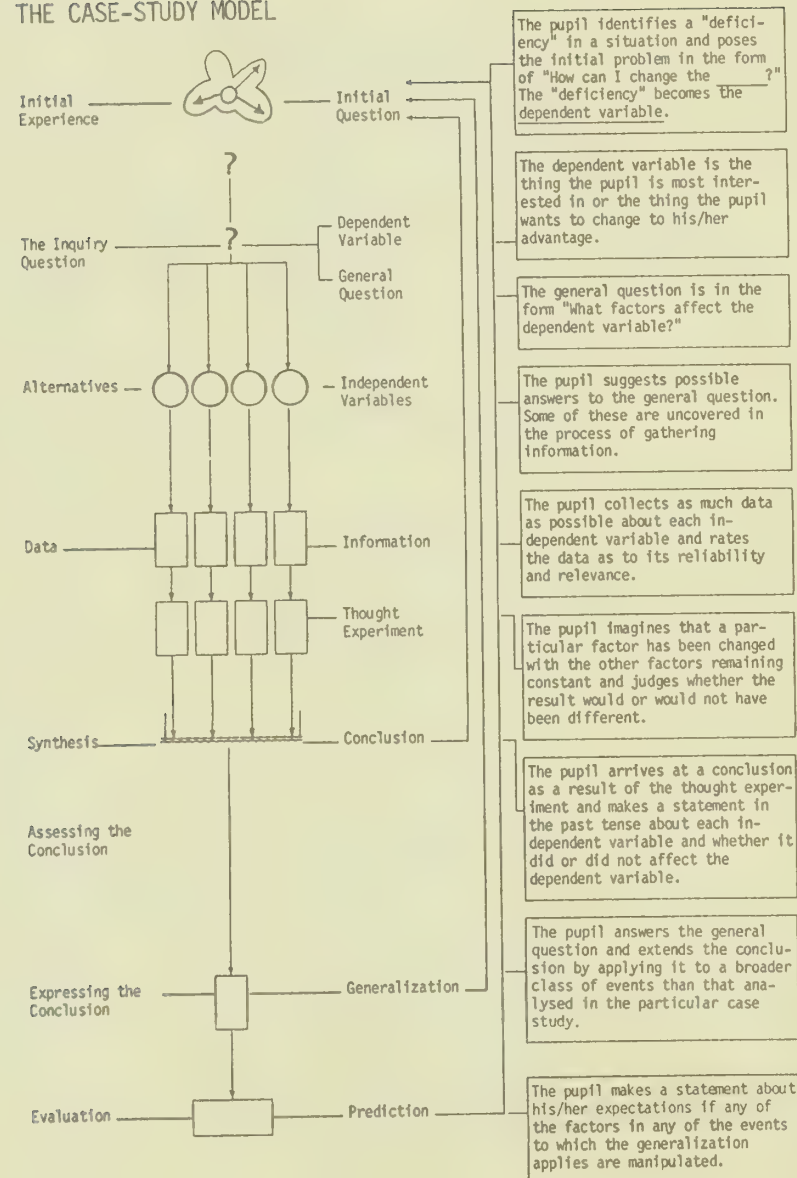 THE CASE-STUDY MODEL
Initial
Experience
Initial
Question
?
The Inquiry
Question
?
Dependent
Variable
General
Question
Alternatives
Independent
Variables
Data
Information
Thought
Experiment
Synthesis
Conclusion
Assessing the
Conclusion
Expressing the
Conclusion
Generalization
Evaluation
Prediction
The pupil identifies a "defici-
ency" in a situation and poses
the initial problem in the form
of "How can I change the _____?"
The "deficiency" becomes the
dependent variable.
The dependent variable is the
thing the pupil is most inter-
ested in or the thing the pupil
wants to change to his/her
advantage.
The general question is in the
form "What factors affect the
dependent variable?"
The pupil suggests possible
answers to the general question.
Some of these are uncovered in
the process of gathering
information.
The pupil collects as much data
as possible about each in-
dependent variable and rates
the data as to its reliability
and relevance.
The pupil imagines that a par-
ticular factor has been changed
with the other factors remaining
constant and judges whether the
result would or would not have
been different.
The pupil arrives at a conclusion
as a result of the thought exper-
iment and makes a statement in
the past tense about each in-
dependent variable and whether it
did or did not affect the
dependent variable.
The pupil answers the general
question and extends the conclu-
sion by applying it to a broader
class of events than that ana-
lysed in the particular case
study.
The pupil makes a statement about
his/her expectations if any of
the factors in any of the events
to which the generalization
applies are manipulated.